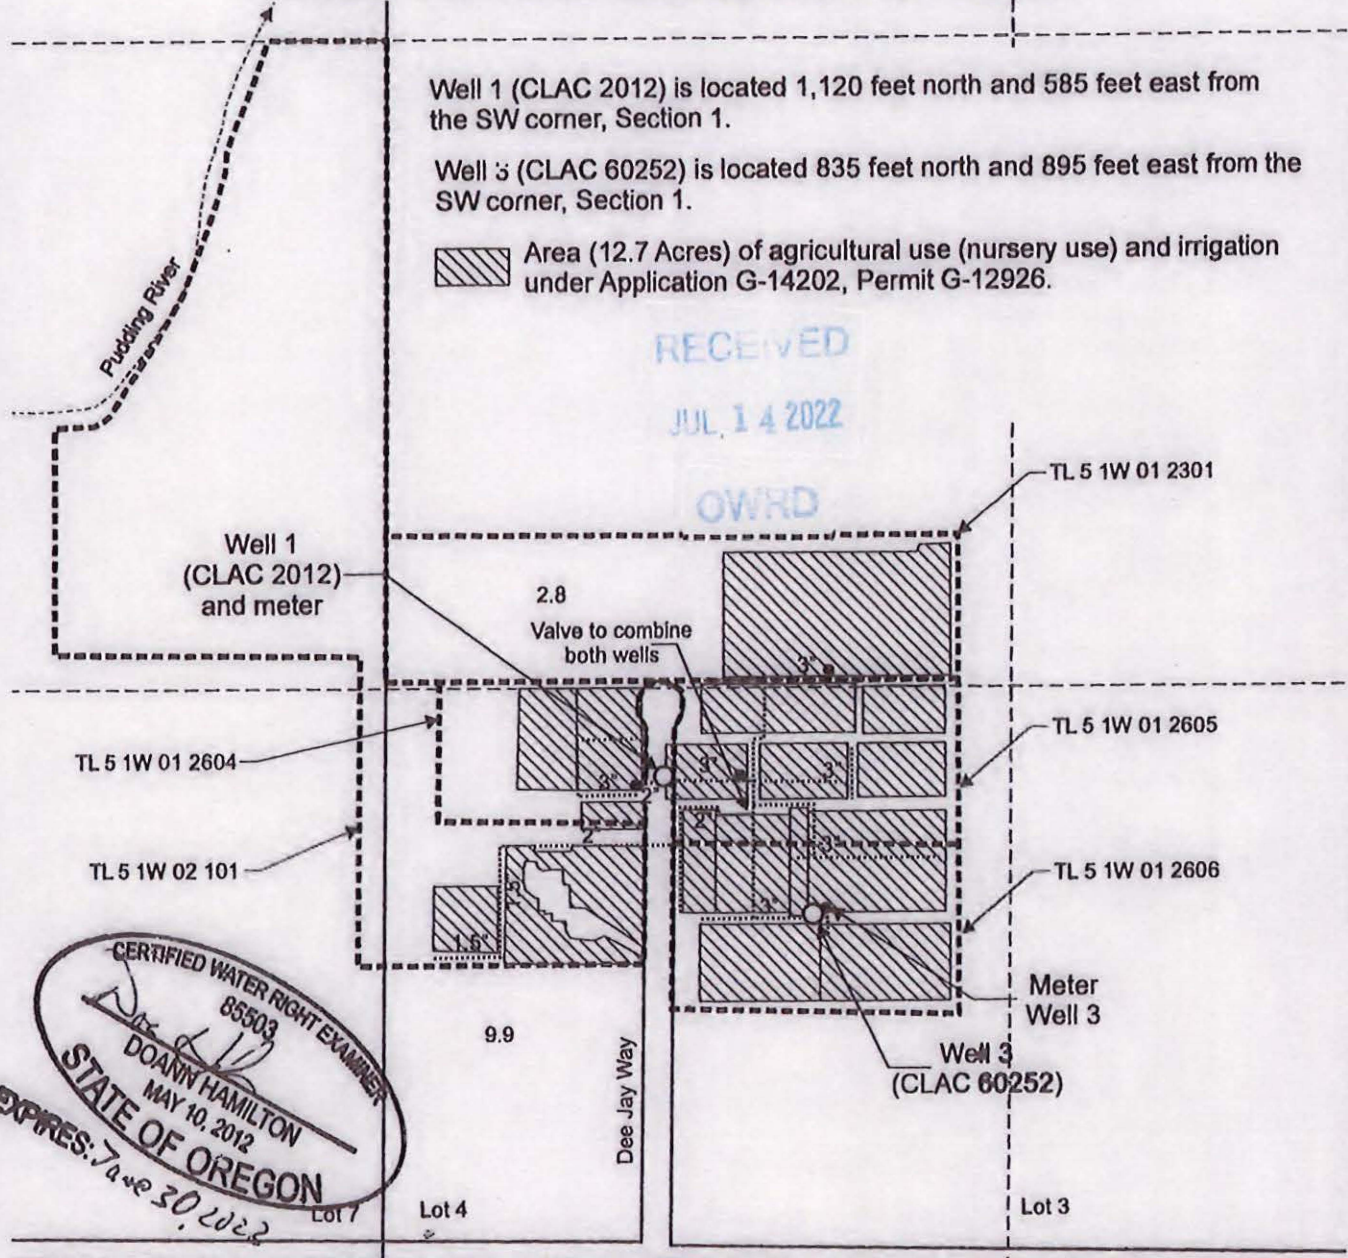 Well 1 (CLAC 2012) is located 1,120 feet north and 585 feet east from
the SW corner, Section 1.
Well 3 (CLAC 60252) is located 835 feet north and 895 feet east from the
SW corner, Section 1.
Area (12.7 Acres) of agricultural use (nursery use) and irrigation
under Application G-14202, Permit G-12926.
Pudding River
RECEIVED
JUL 14 2022
OWRD
TL 5 1W 01 2301
Well 1
(CLAC 2012)
and meter
2.8
Valve to combine
both wells
3"
TL 5 1W 01 2604
TL 5 1W 01 2605
3"
2"
3"
3"
2"
2"
3"
TL 5 1W 02 101
TL 5 1W 01 2606
1.5"
3"
1.5"
Meter
Well 3
Well 3
(CLAC 60252)
9.9
Dee Jay Way
CERTIFIED WATER RIGHT EXAMINER
85503
DOANN HAMILTON
MAY 10, 2012
STATE OF OREGON
EXPIRES: June 30, 2022
Lot 7
Lot 4
Lot 3